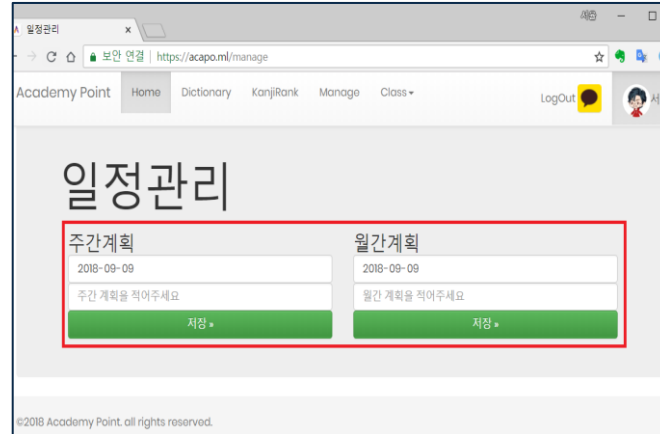 일정관리
보안 연결 | https://acapo.ml/manage
Academy Point Home Dictionary KanjiRank Manage Class LogOut 서
일정관리
주간계획 월간계획
2018-09-09 2018-09-09
주간 계획을 적어주세요 월간 계획을 적어주세요
저장 » 저장 »
©2018 Academy Point. all rights reserved.